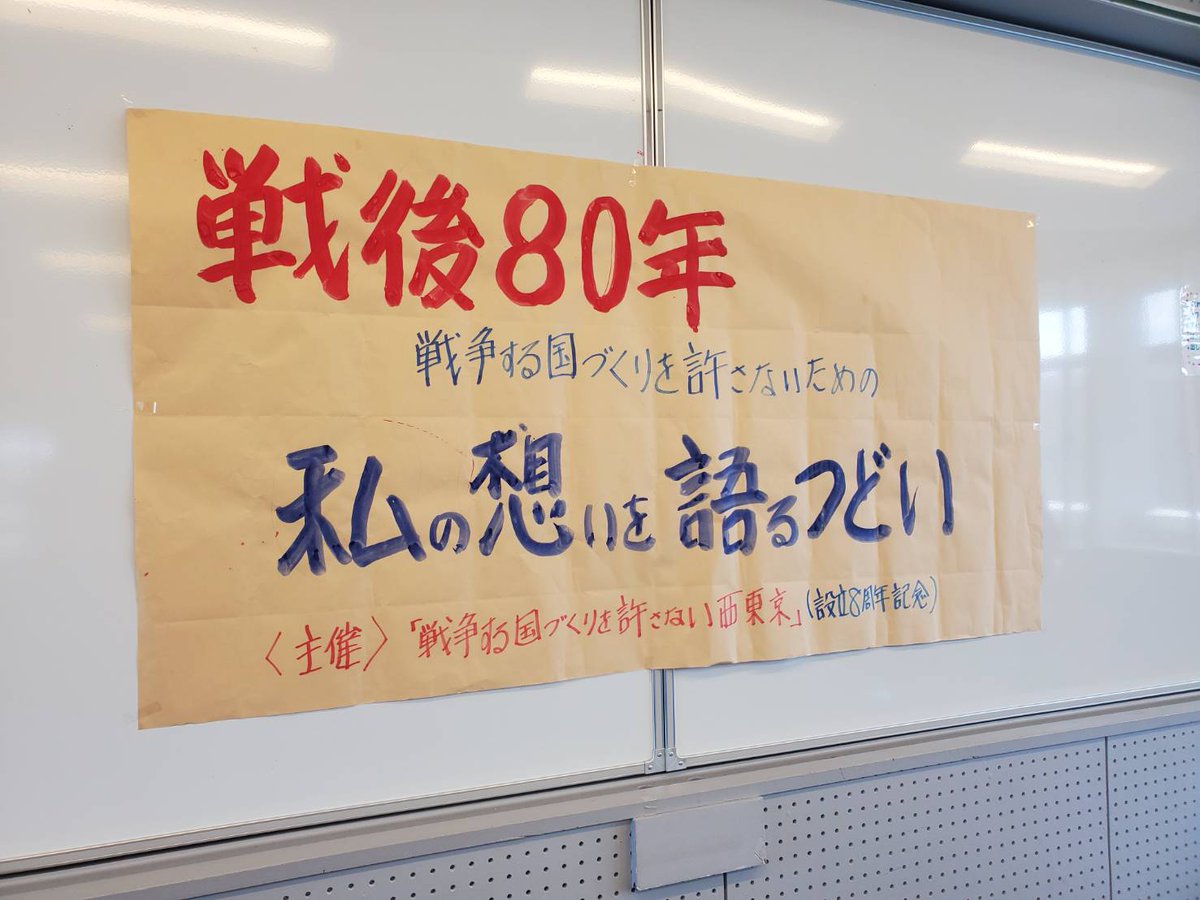 戦後80年
戦争する国づくりを許さないための
私の想いを語るつどい
〈主催〉「戦争する国づくりを許さない西東京」(設立8周年記念)